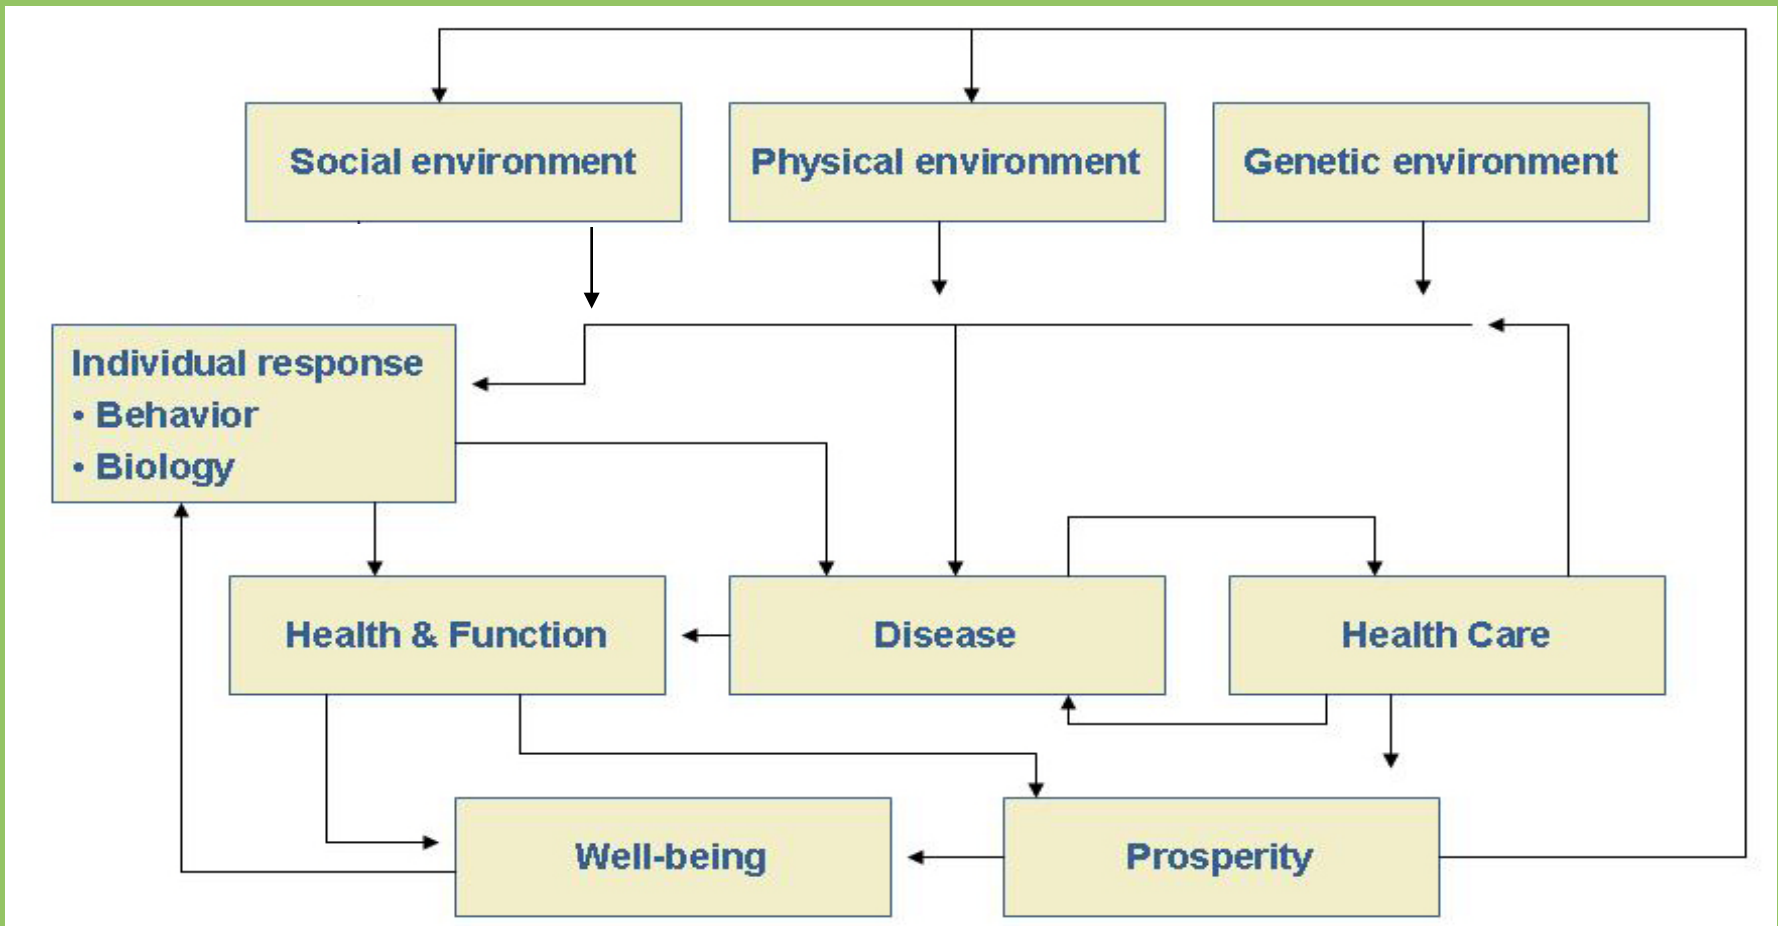 Social environment
Physical environment
Genetic environment
Individual response
• Behavior
• Biology
Health & Function
Disease
Health Care
Well-being
Prosperity